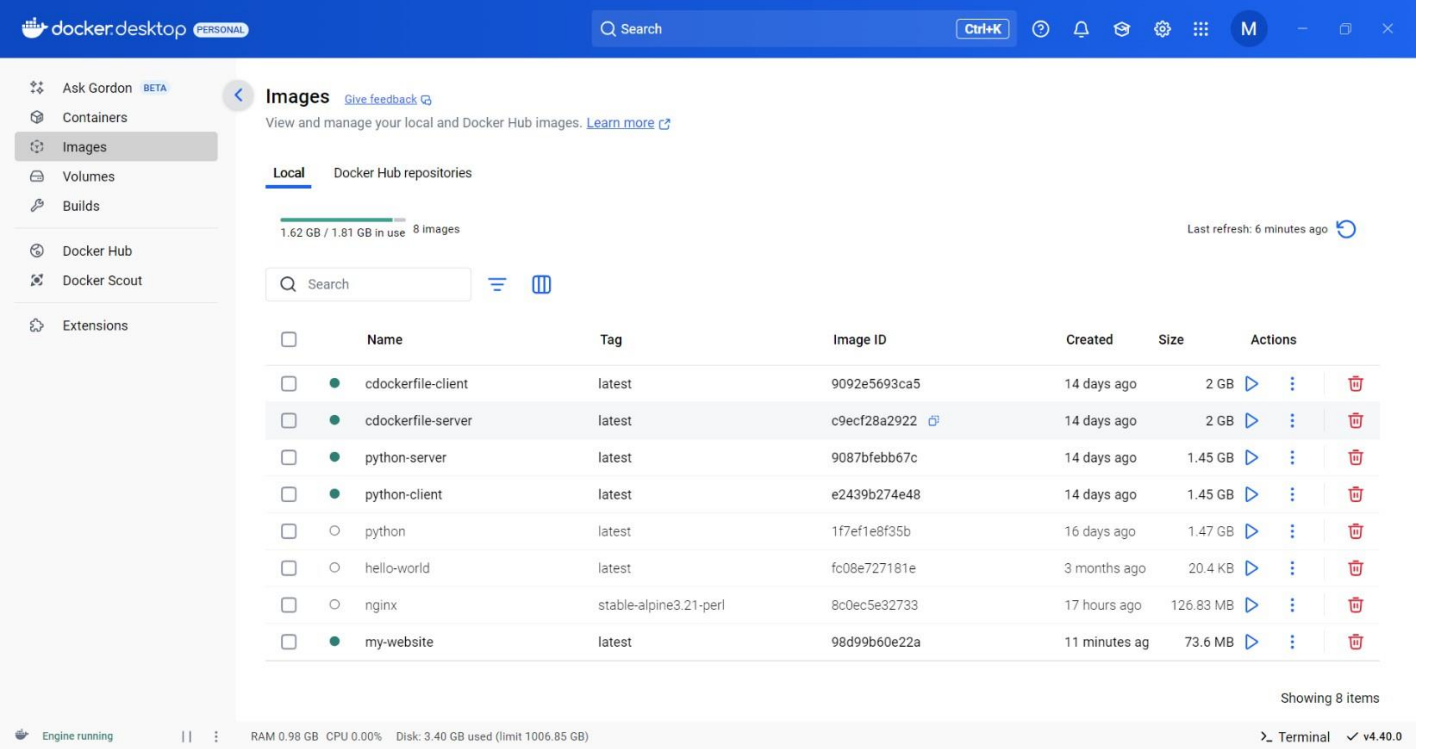 docker.desktop PERSONAL Search Ctrl+K M
Ask Gordon BETA
Containers
Images
Volumes
Builds
Docker Hub
Docker Scout
Extensions
Images Give feedback
View and manage your local and Docker Hub images. Learn more
Local Docker Hub repositories
1.62 GB / 1.81 GB in use 8 images
Last refresh: 6 minutes ago
Search
Name Tag Image ID Created Size Actions
cdockerfile-client latest 9092e5693ca5 14 days ago 2 GB
cdockerfile-server latest c9ecf28a2922 14 days ago 2 GB
python-server latest 9087bfebb67c 14 days ago 1.45 GB
python-client latest e2439b274e48 14 days ago 1.45 GB
python latest 1f7ef1e8f35b 16 days ago 1.47 GB
hello-world latest fc08e727181e 3 months ago 20.4 KB
nginx stable-alpine3.21-perl 8c0ec5e32733 17 hours ago 126.83 MB
my-website latest 98d99b60e22a 11 minutes ag 73.6 MB
Showing 8 items
Engine running RAM 0.98 GB CPU 0.00% Disk: 3.40 GB used (limit 1006.85 GB) Terminal v4.40.0